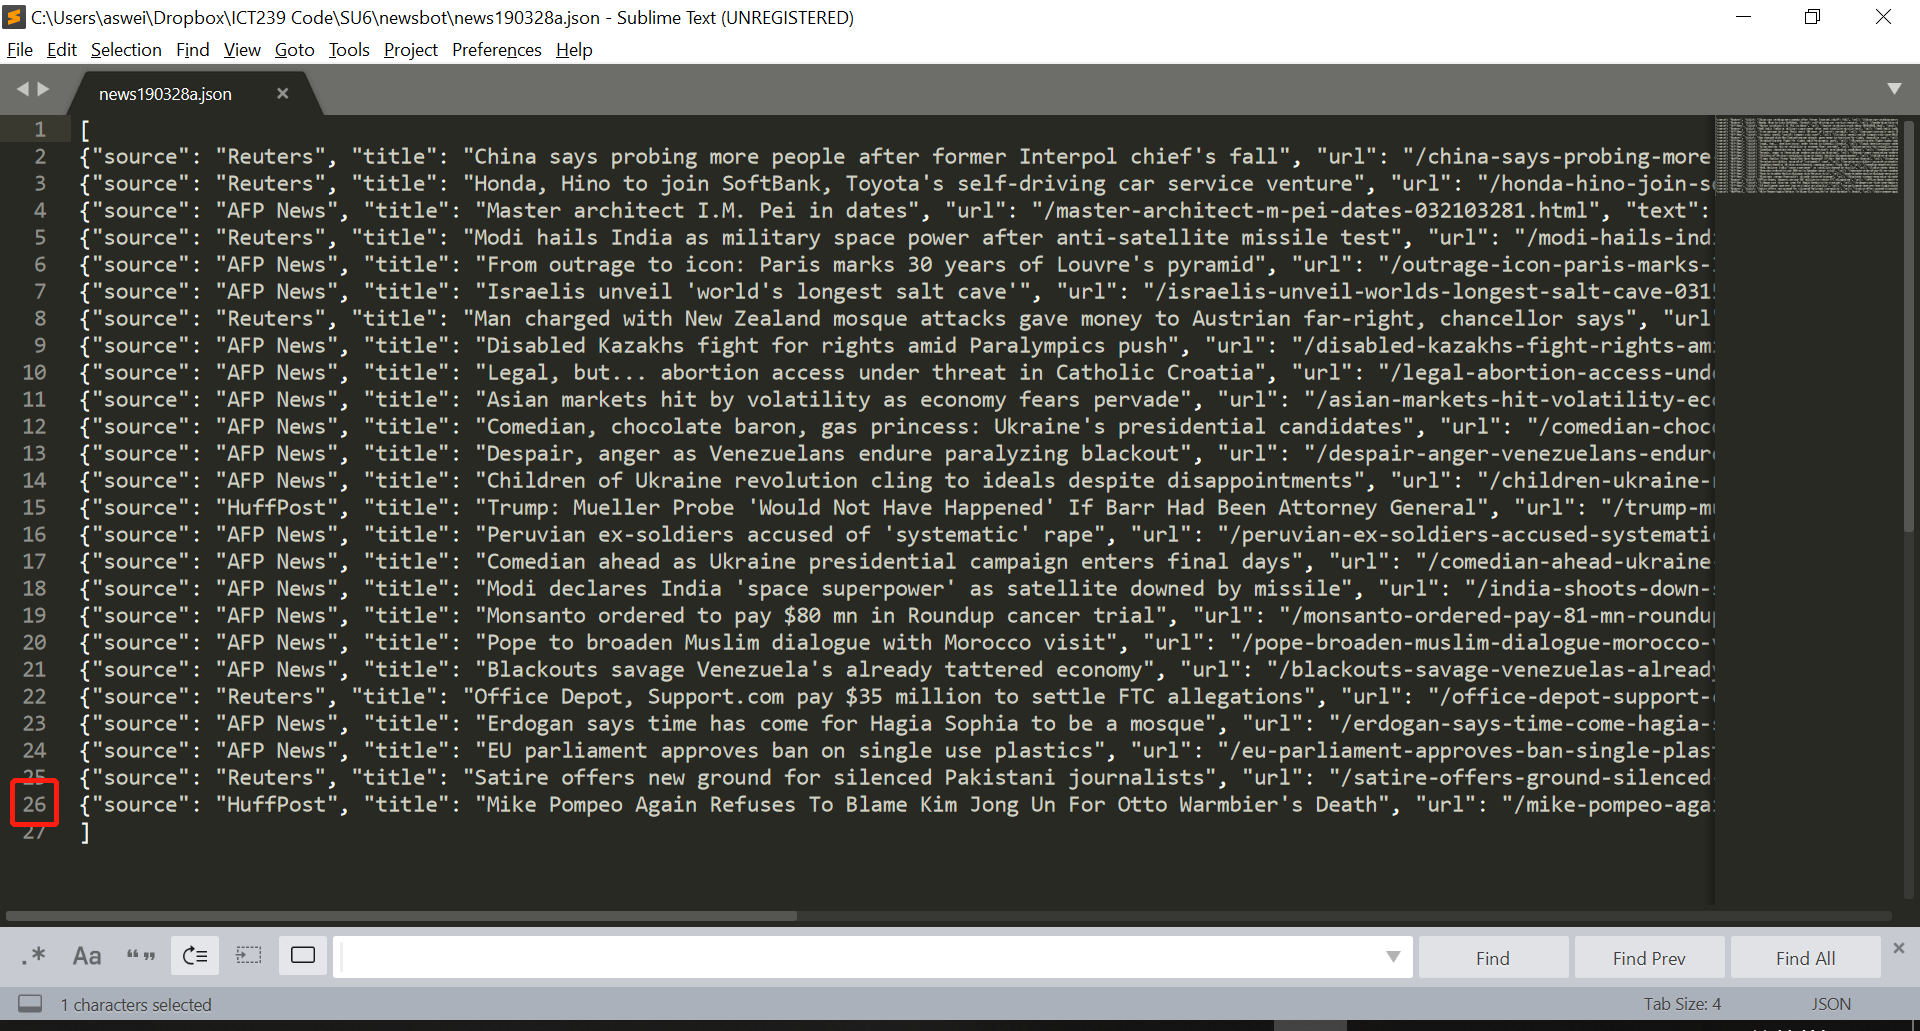 C:\Users\aswei\Dropbox\ICT239 Code\SU6\newsbot\news190328a.json - Sublime Text (UNREGISTERED)
File Edit Selection Find View Goto Tools Project Preferences Help
news190328a.json
1 [
2 {"source": "Reuters", "title": "China says probing more people after former Interpol chief's fall", "url": "/china-says-probing-more
3 {"source": "Reuters", "title": "Honda, Hino to join SoftBank, Toyota's self-driving car service venture", "url": "/honda-hino-join-s
4 {"source": "AFP News", "title": "Master architect I.M. Pei in dates", "url": "/master-architect-m-pei-dates-032103281.html", "text":
5 {"source": "Reuters", "title": "Modi hails India as military space power after anti-satellite missile test", "url": "/modi-hails-ind
6 {"source": "AFP News", "title": "From outrage to icon: Paris marks 30 years of Louvre's pyramid", "url": "/outrage-icon-paris-marks-
7 {"source": "AFP News", "title": "Israelis unveil 'world's longest salt cave'", "url": "/israelis-unveil-worlds-longest-salt-cave-031
8 {"source": "Reuters", "title": "Man charged with New Zealand mosque attacks gave money to Austrian far-right, chancellor says", "url"
9 {"source": "AFP News", "title": "Disabled Kazakhs fight for rights amid Paralympics push", "url": "/disabled-kazakhs-fight-rights-am
10 {"source": "AFP News", "title": "Legal, but... abortion access under threat in Catholic Croatia", "url": "/legal-abortion-access-und
11 {"source": "AFP News", "title": "Asian markets hit by volatility as economy fears pervade", "url": "/asian-markets-hit-volatility-ec
12 {"source": "AFP News", "title": "Comedian, chocolate baron, gas princess: Ukraine's presidential candidates", "url": "/comedian-choc
13 {"source": "AFP News", "title": "Despair, anger as Venezuelans endure paralyzing blackout", "url": "/despair-anger-venezuelans-endur
14 {"source": "AFP News", "title": "Children of Ukraine revolution cling to ideals despite disappointments", "url": "/children-ukraine-
15 {"source": "HuffPost", "title": "Trump: Mueller Probe 'Would Not Have Happened' If Barr Had Been Attorney General", "url": "/trump-m
16 {"source": "AFP News", "title": "Peruvian ex-soldiers accused of 'systematic' rape", "url": "/peruvian-ex-soldiers-accused-systemati
17 {"source": "AFP News", "title": "Comedian ahead as Ukraine presidential campaign enters final days", "url": "/comedian-ahead-ukraine
18 {"source": "AFP News", "title": "Modi declares India 'space superpower' as satellite downed by missile", "url": "/india-shoots-down-
19 {"source": "AFP News", "title": "Monsanto ordered to pay $80 mn in Roundup cancer trial", "url": "/monsanto-ordered-pay-81-mn-roundu
20 {"source": "AFP News", "title": "Pope to broaden Muslim dialogue with Morocco visit", "url": "/pope-broaden-muslim-dialogue-morocco-
21 {"source": "AFP News", "title": "Blackouts savage Venezuela's already tattered economy", "url": "/blackouts-savage-venezuelas-already
22 {"source": "Reuters", "title": "Office Depot, Support.com pay $35 million to settle FTC allegations", "url": "/office-depot-support-
23 {"source": "AFP News", "title": "Erdogan says time has come for Hagia Sophia to be a mosque", "url": "/erdogan-says-time-come-hagia-
24 {"source": "AFP News", "title": "EU parliament approves ban on single use plastics", "url": "/eu-parliament-approves-ban-single-plas
25 {"source": "Reuters", "title": "Satire offers new ground for silenced Pakistani journalists", "url": "/satire-offers-ground-silenced
26 {"source": "HuffPost", "title": "Mike Pompeo Again Refuses To Blame Kim Jong Un For Otto Warmbier's Death", "url": "/mike-pompeo-aga
27 ]
.* Aa “” Find Find Prev Find All
1 characters selected Tab Size: 4 JSON